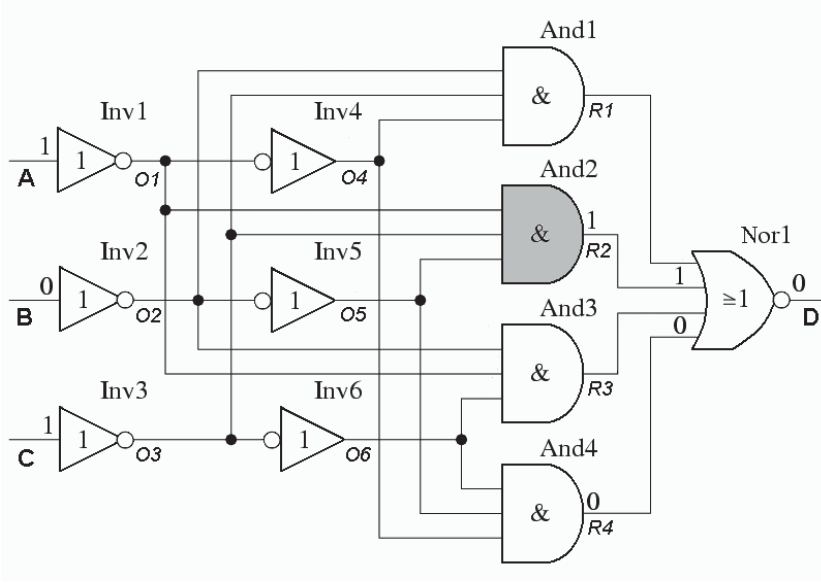 And1
&
R1
Inv1
1
1
A
O1
Inv4
1
O4
And2
&
1
R2
Inv2
0
1
B
O2
Inv5
1
O5
Nor1
1
0
≥1
0
D
And3
&
R3
Inv3
1
1
C
O3
Inv6
1
O6
And4
&
0
R4